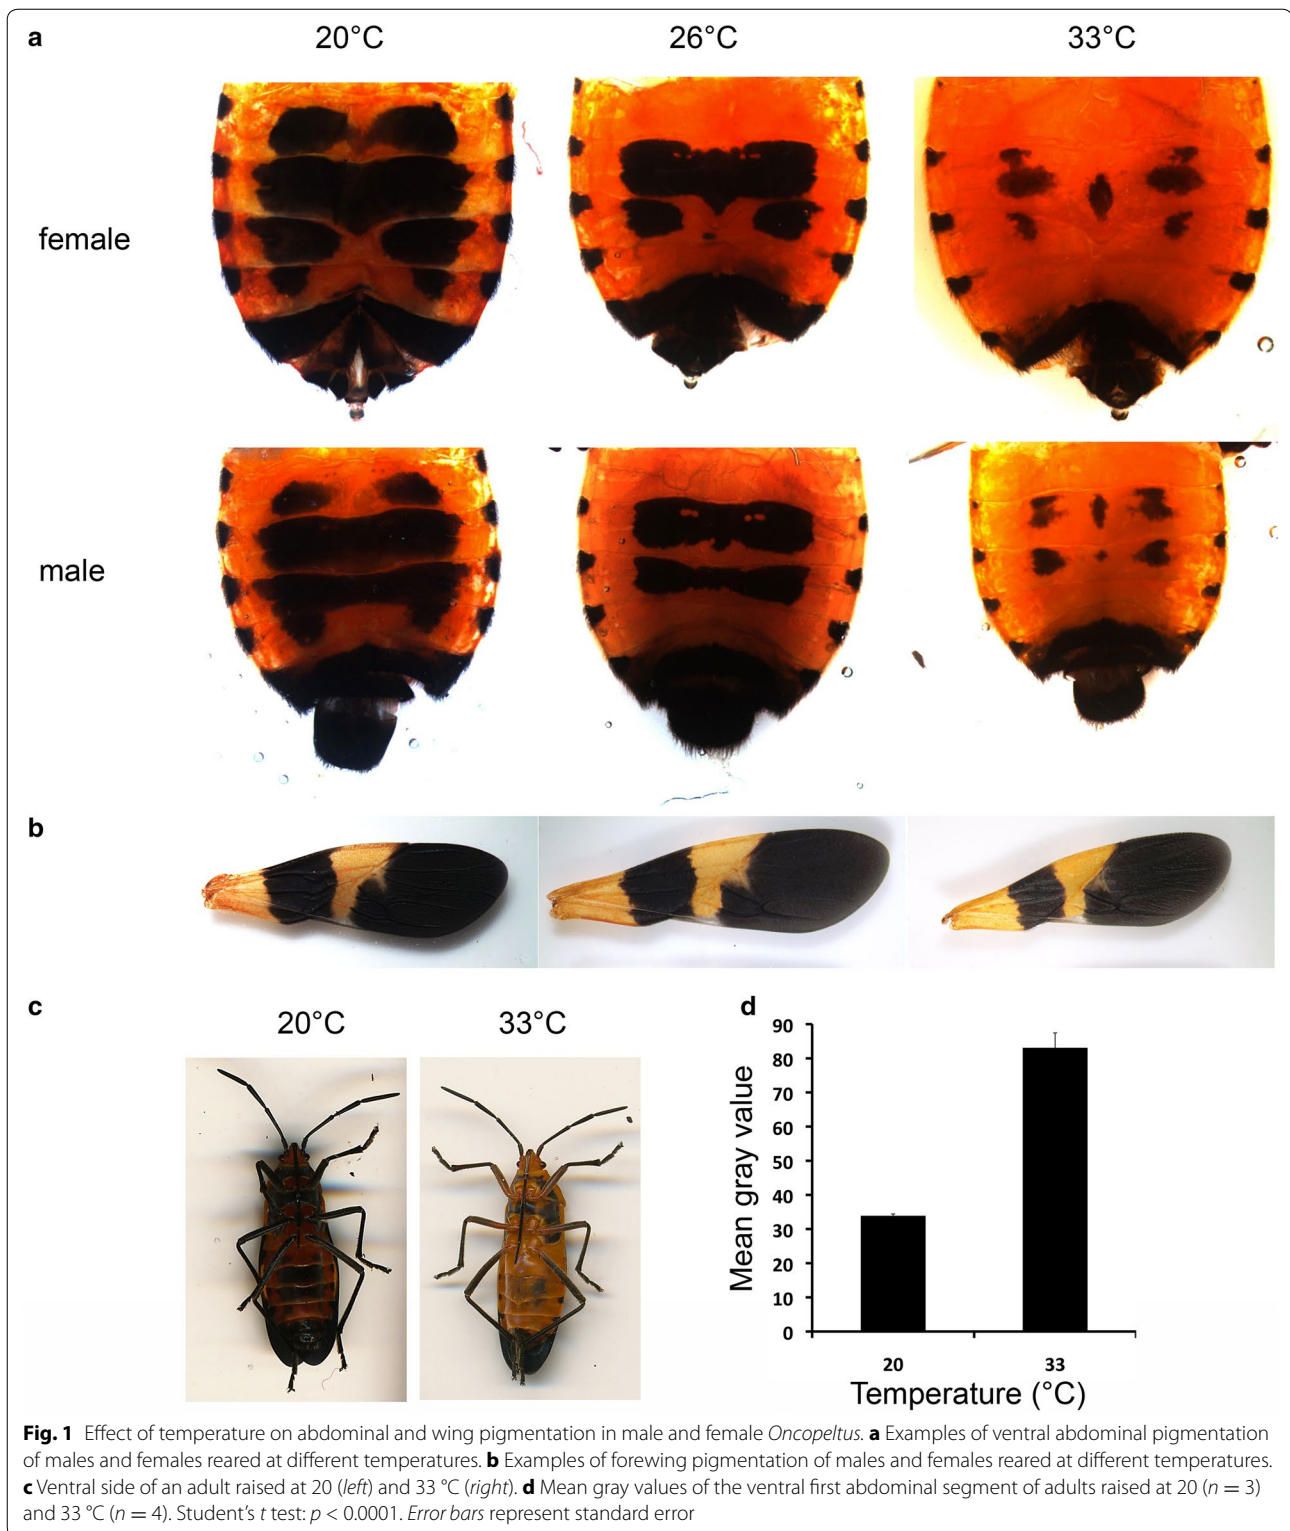 a
20°C 26°C 33°C
female
male
b
c
20°C 33°C
d
Mean gray value
90
80
70
60
50
40
30
20
10
0
20 33
Temperature (°C)
Fig. 1 Effect of temperature on abdominal and wing pigmentation in male and female Oncopeltus. a Examples of ventral abdominal pigmentation
of males and females reared at different temperatures. b Examples of forewing pigmentation of males and females reared at different temperatures.
c Ventral side of an adult raised at 20 (left) and 33 °C (right). d Mean gray values of the ventral first abdominal segment of adults raised at 20 (n = 3)
and 33 °C (n = 4). Student's t test: p < 0.0001. Error bars represent standard error